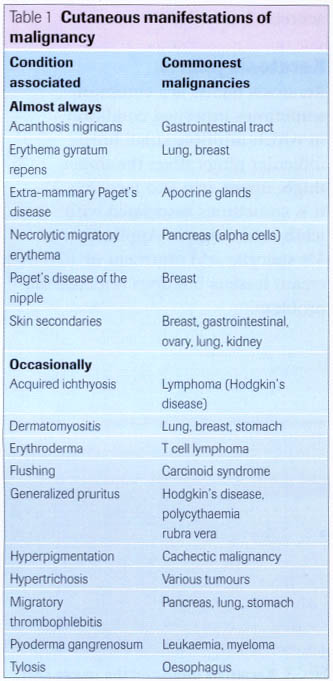 Table 1 Cutaneous manifestations of
malignancy
Condition Commonest
associated malignancies
Almost always
Acanthosis nigricans Gastrointestinal tract
Erythema gyratum Lung, breast
repens
Extra-mammary Paget's Apocrine glands
disease
Necrolytic migratory Pancreas (alpha cells)
erythema
Paget's disease of the Breast
nipple
Skin secondaries Breast, gastrointestinal,
ovary, lung, kidney
Occasionally
Acquired ichthyosis Lymphoma (Hodgkin's
disease)
Dermatomyositis Lung, breast, stomach
Erythroderma T cell lymphoma
Flushing Carcinoid syndrome
Generalized pruritus Hodgkin's disease,
polycythaemia
rubra vera
Hyperpigmentation Cachectic malignancy
Hypertrichosis Various tumours
Migratory Pancreas, lung, stomach
thrombophlebitis
Pyoderma gangrenosum Leukaemia, myeloma
Tylosis Oesophagus